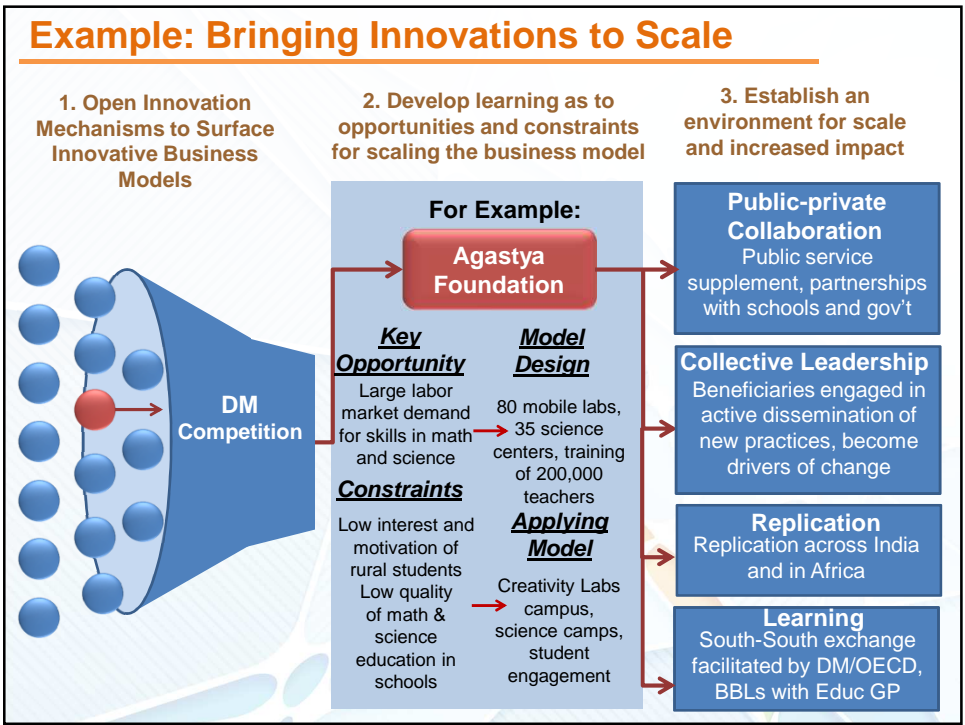 Example: Bringing Innovations to Scale
1. Open Innovation
Mechanisms to Surface
Innovative Business
Models
2. Develop learning as to
opportunities and constraints
for scaling the business model
3. Establish an
environment for scale
and increased impact
DM
Competition
For Example:
Agastya
Foundation
Key
Opportunity
Large labor
market demand
for skills in math
and science
Model
Design
80 mobile labs,
35 science
centers, training
of 200,000
teachers
Constraints
Low interest and
motivation of
rural students
Low quality
of math &
science
education in
schools
Applying
Model
Creativity Labs
campus,
science camps,
student
engagement
Public-private
Collaboration
Public service
supplement, partnerships
with schools and gov't
Collective Leadership
Beneficiaries engaged in
active dissemination of
new practices, become
drivers of change
Replication
Replication across India
and in Africa
Learning
South-South exchange
facilitated by DM/OECD,
BBLs with Educ GP